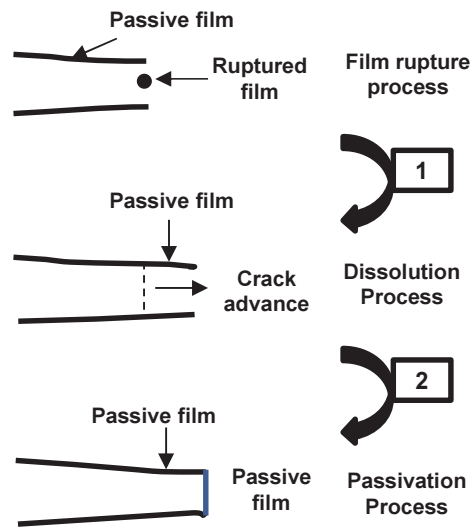 Passive film
Ruptured
film
Film rupture
process
1
Passive film
Crack
advance
Dissolution
Process
2
Passive film
Passive
film
Passivation
Process